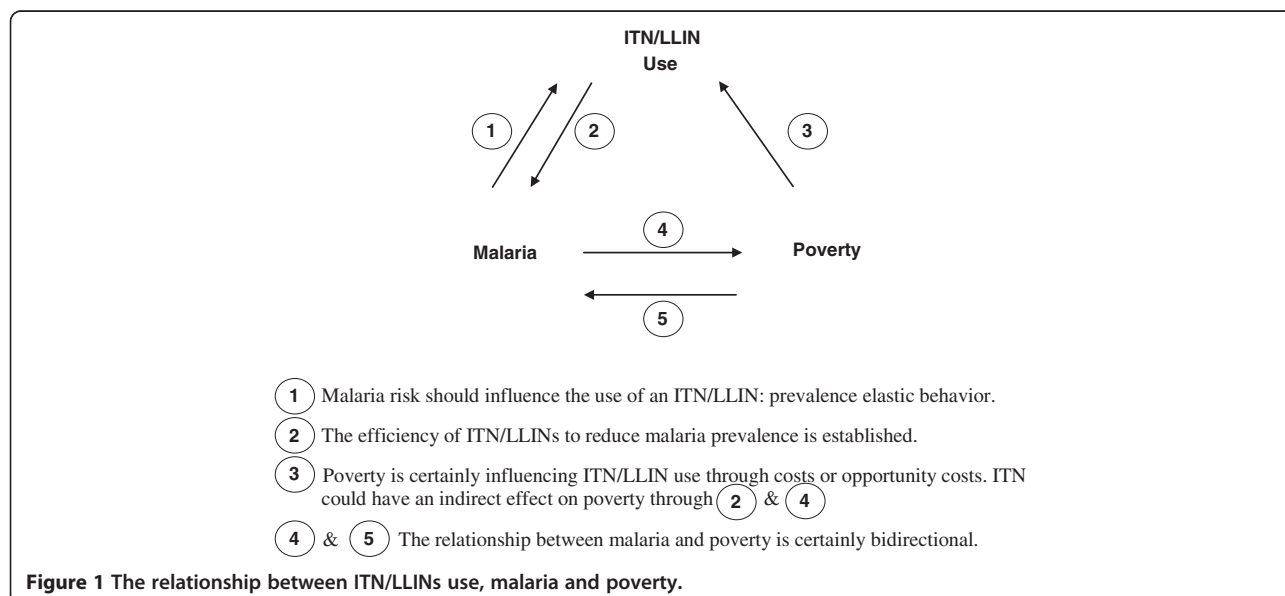 ITN/LLIN
Use
1
2
3
4
Malaria
Poverty
5
1 Malaria risk should influence the use of an ITN/LLIN: prevalence elastic behavior.
2 The efficiency of ITN/LLINs to reduce malaria prevalence is established.
3 Poverty is certainly influencing ITN/LLIN use through costs or opportunity costs. ITN
could have an indirect effect on poverty through 2 & 4
4 & 5 The relationship between malaria and poverty is certainly bidirectional.
Figure 1 The relationship between ITN/LLINs use, malaria and poverty.